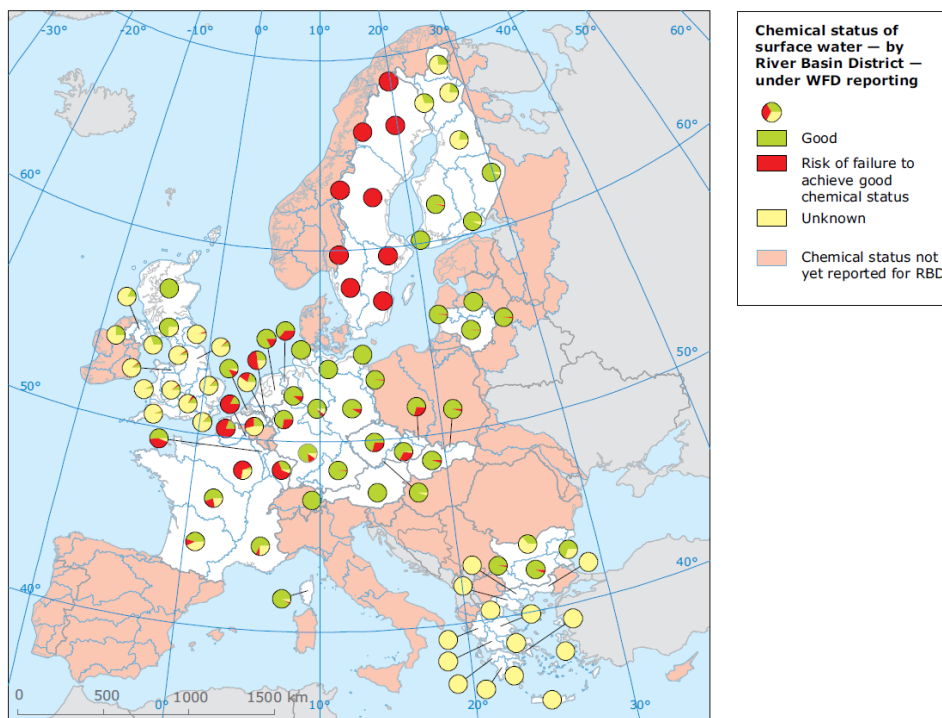 -30° -20° -10° 0° 10° 20° 30° 60°
60°
60°
50°
50°
40°
40°
0 500 1000 1500 km
0° 10° 20° 30°
Chemical status of
surface water — by
River Basin District —
under WFD reporting
Good
Risk of failure to
achieve good
chemical status
Unknown
Chemical status not
yet reported for RBD